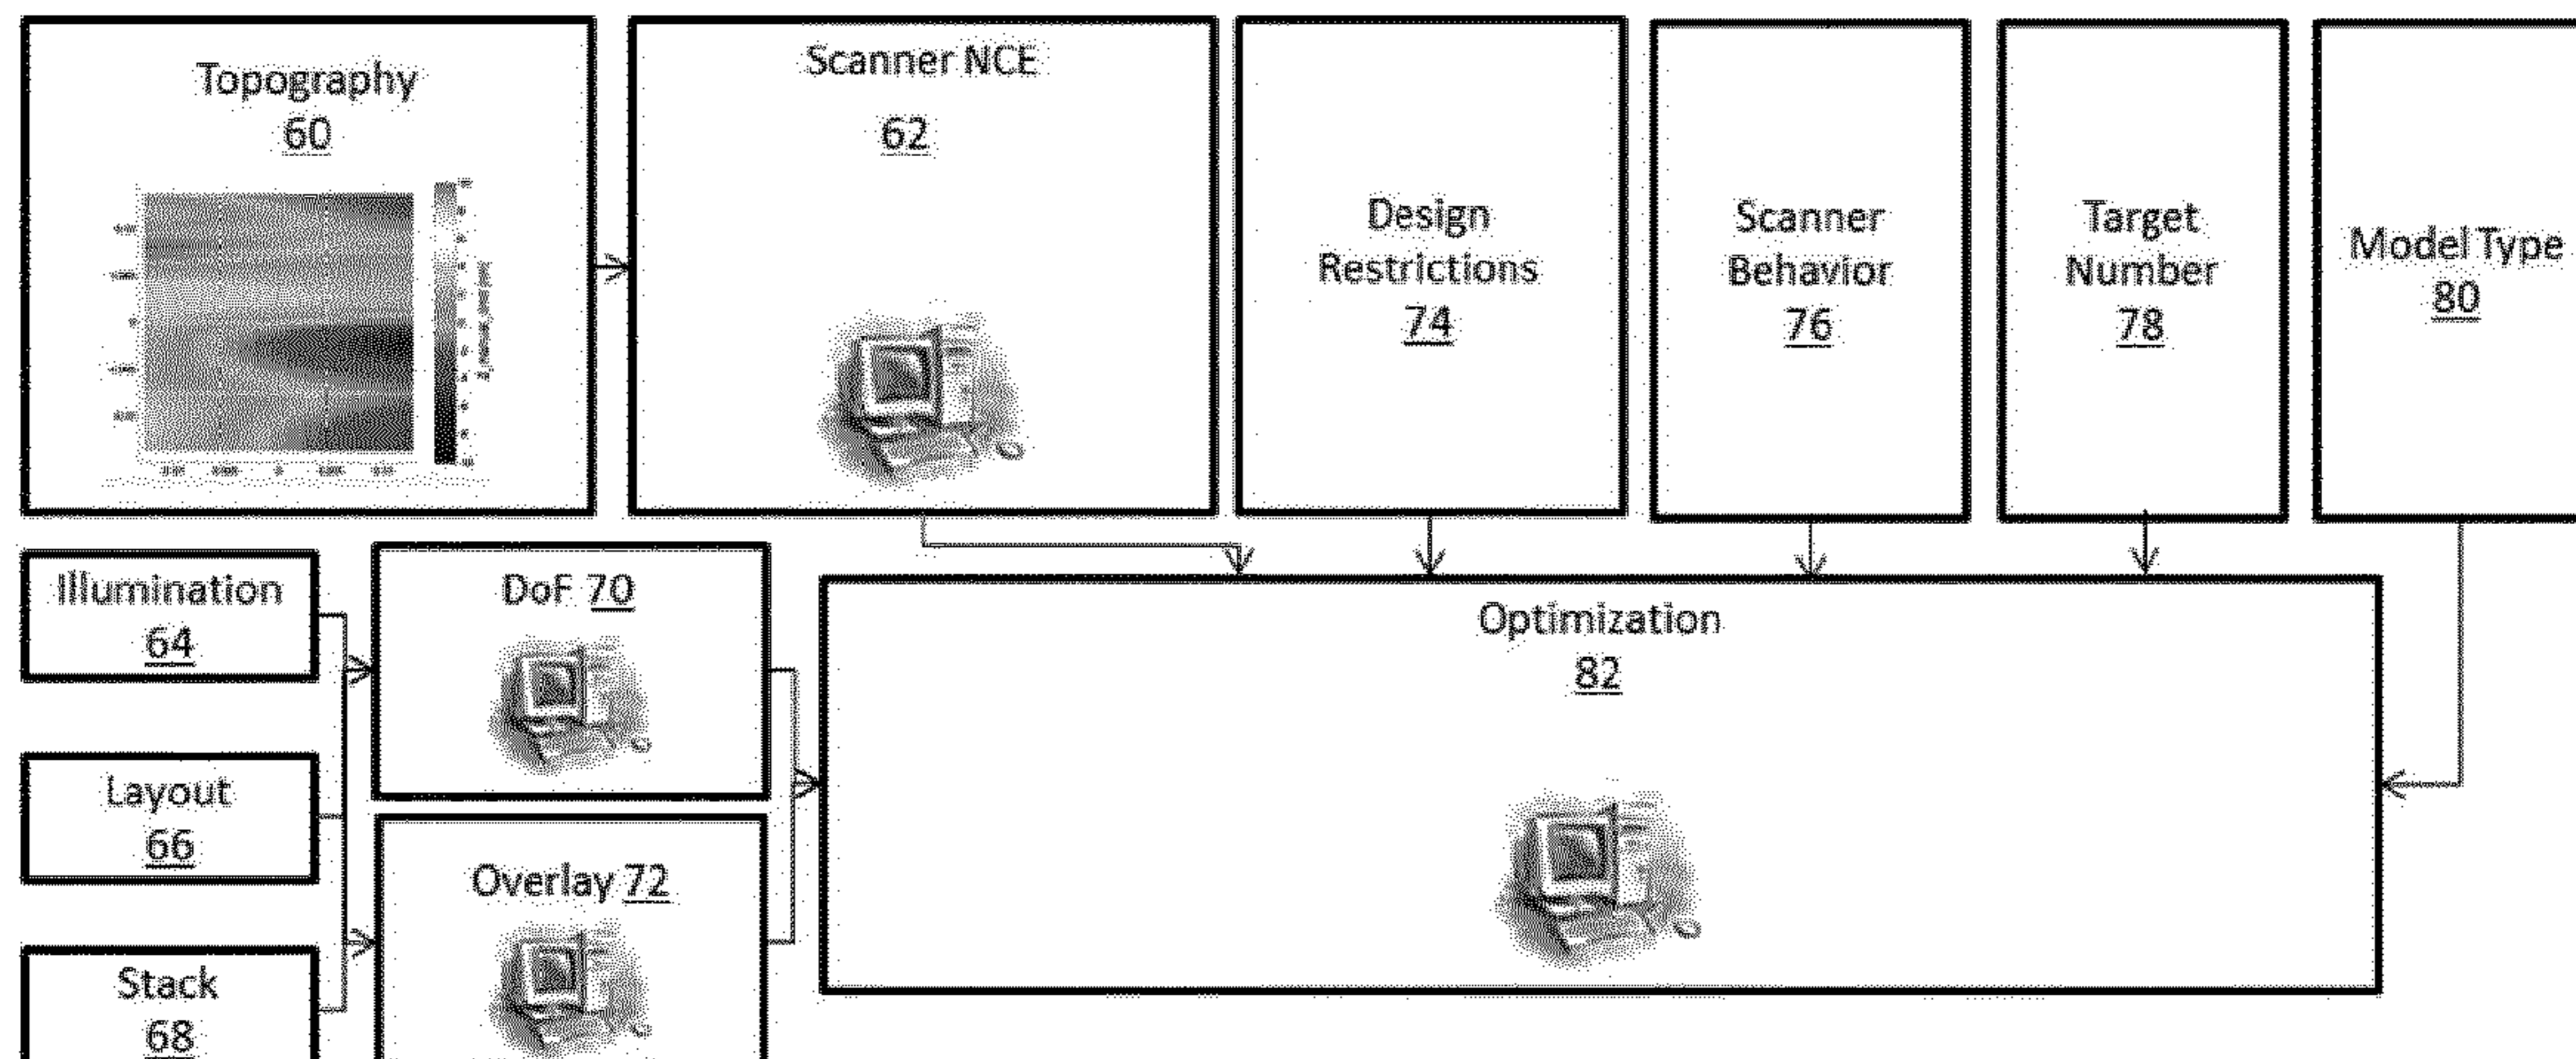 Topography
60
Scanner NCE
62
Design
Restrictions
74
Scanner
Behavior
76
Target
Number
78
Model Type
80
Illumination
64
Layout
66
Stack
68
DoF 70
Overlay 72
Optimization
82